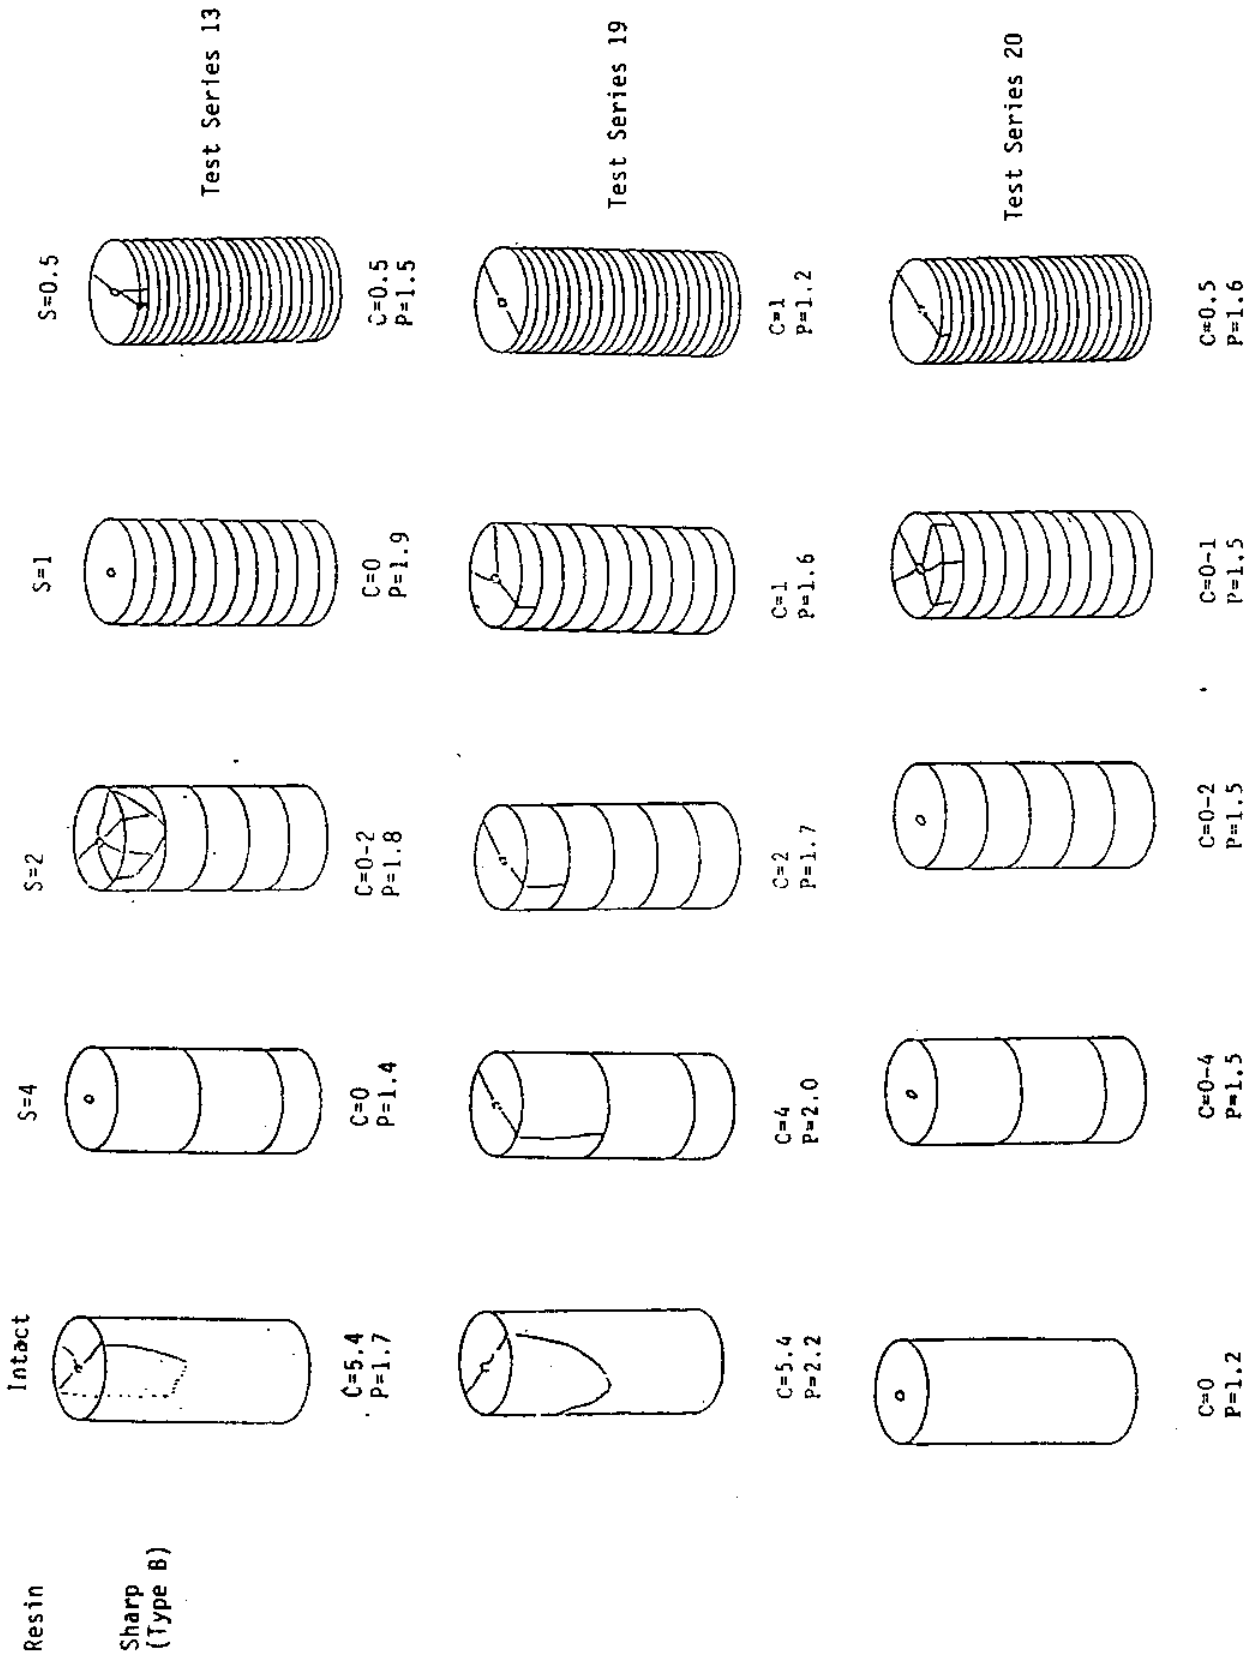 Resin
Intact
S=4
S=2
S=1
S=0.5
Sharp
(Type B)
Test Series 13
C=5.4
P=1.7
C=0
P=1.4
C=0-2
P=1.8
C=0
P=1.9
C=0.5
P=1.5
Test Series 19
C=5.4
P=2.2
C=4
P=2.0
C=2
P=1.7
C=1
P=1.6
C=1
P=1.2
Test Series 20
C=0
P=1.2
C=0-4
P=1.5
C=0-2
P=1.5
C=0-1
P=1.5
C=0.5
P=1.6